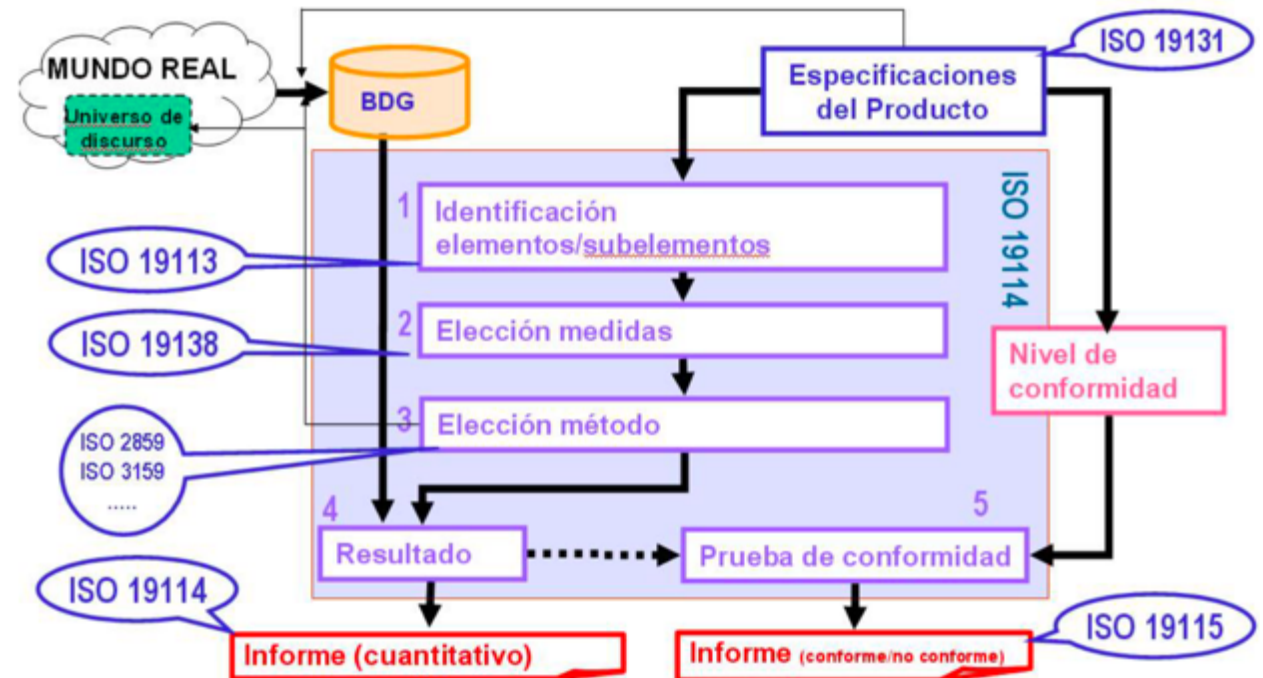 ISO 19131
MUNDO REAL
Universo de
discurso
BDG
Especificaciones
del Producto
ISO 19114
1
Identificación
elementos/subelementos
ISO 19113
2
Elección medidas
ISO 19138
Nivel de
conformidad
3
Elección método
ISO 2859
ISO 3159
.....
4
Resultado
5
Prueba de conformidad
ISO 19114
Informe (cuantitativo)
Informe (conforme/no conforme)
ISO 19115